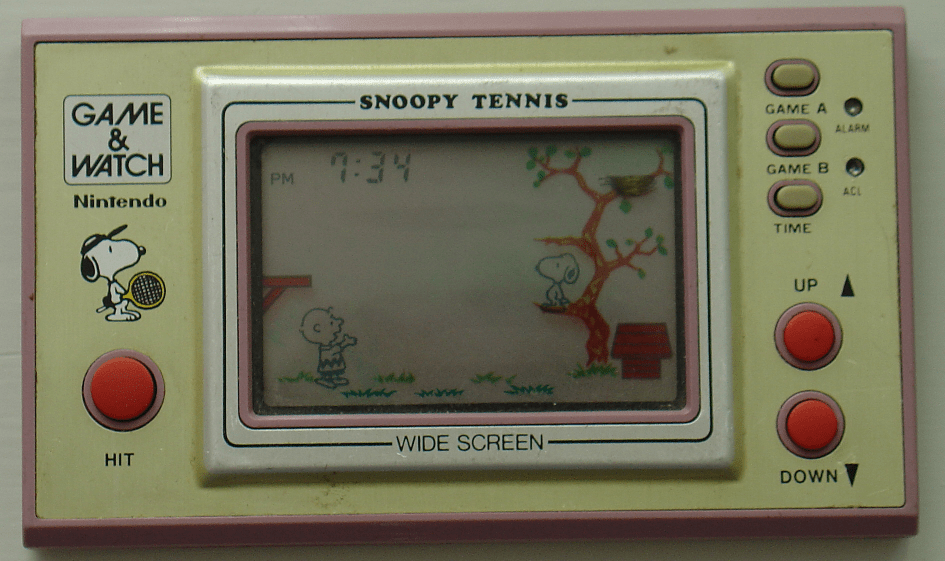 GAME
&
WATCH
Nintendo
SNOOPY TENNIS
PM 7:34
WIDE SCREEN
HIT
GAME A
ALARM
GAME B
ACL
TIME
UP ▲
DOWN ▼